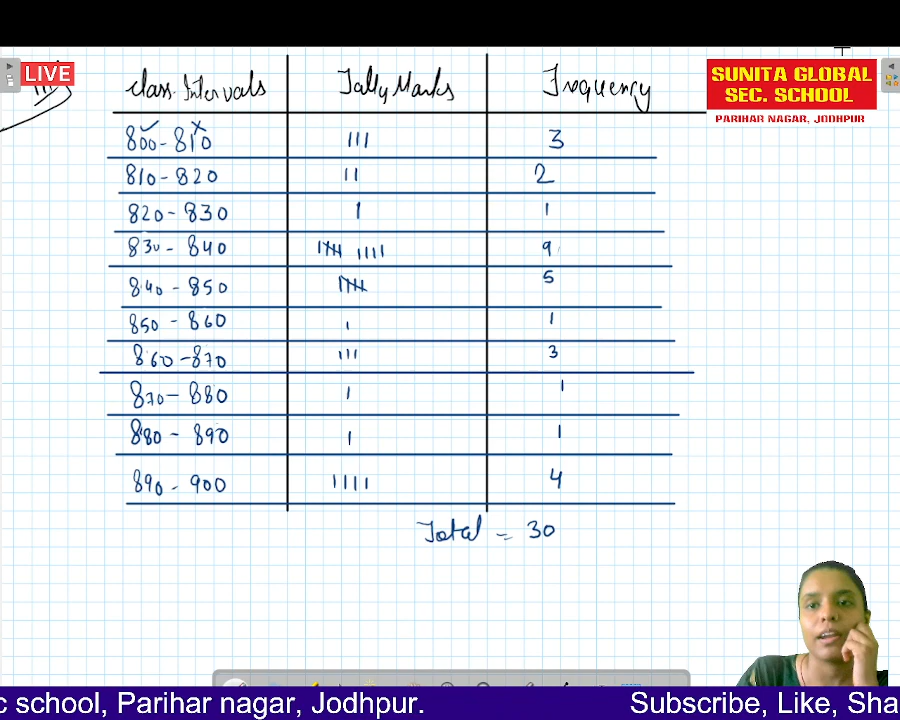 LIVE
SUNITA GLOBAL
SEC. SCHOOL
PARIHAR NAGAR, JODHPUR
Class Intervals Tally Marks Frequency
800-810 ||| 3
810-820 || 2
820-830 | 1
830-840 |||| |||| 9
840-850 |||| 5
850-860 | 1
860-870 ||| 3
870-880 | 1
880-890 | 1
890-900 |||| 4
Total = 30
c school, Parihar nagar, Jodhpur. Subscribe, Like, Sha